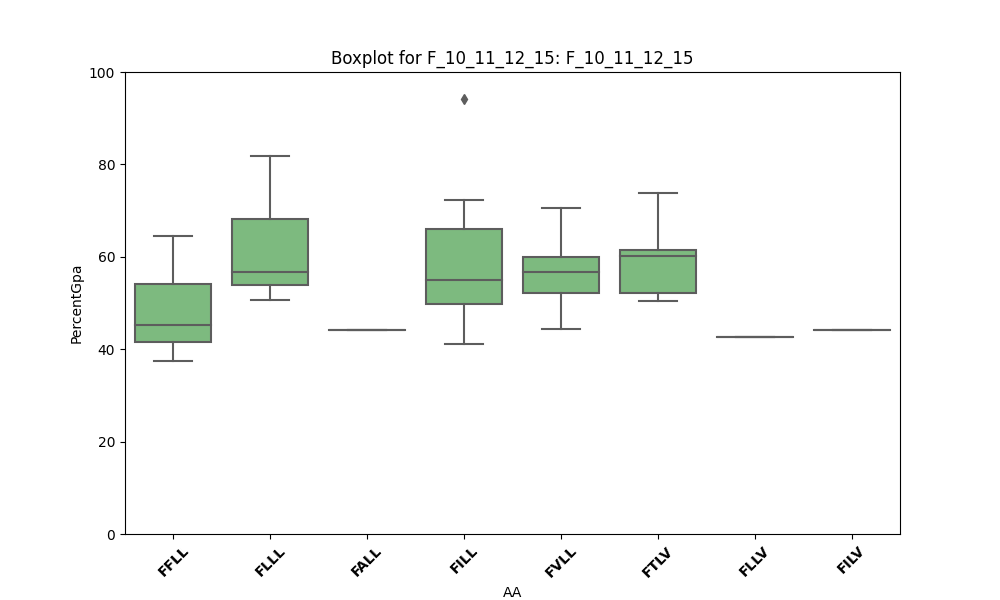 Boxplot for F_10_11_12_15: F_10_11_12_15
100
80
60
40
20
0
PercentGpa
FFLL
FLLL
FALL
FILL
FVLL
FTLV
FLLV
FILV
AA